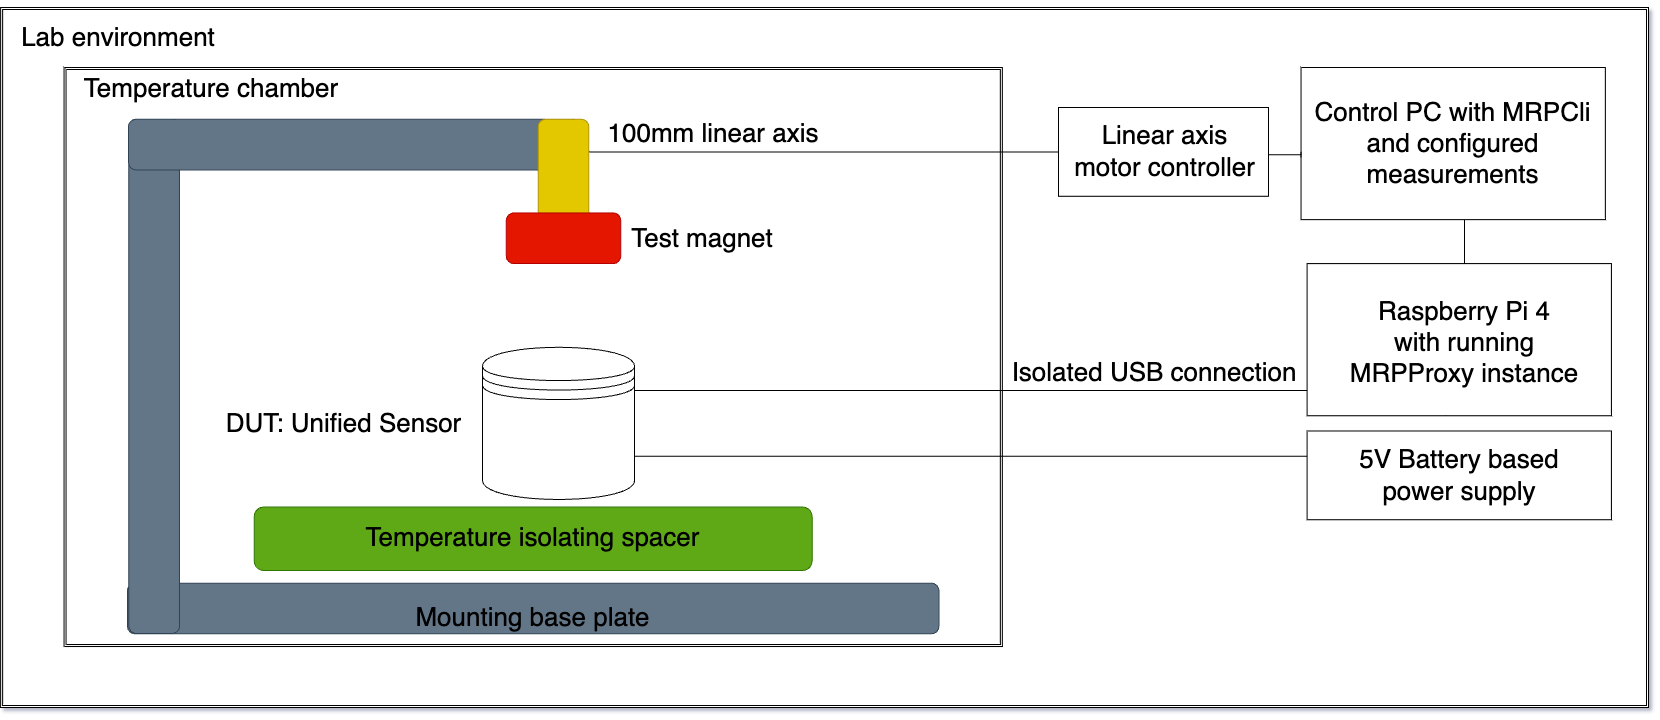 Lab environment
Temperature chamber
100mm linear axis
Linear axis
motor controller
Control PC with MRPCli
and configured
measurements
Test magnet
Raspberry Pi 4
with running
MRPProxy instance
Isolated USB connection
DUT: Unified Sensor
5V Battery based
power supply
Temperature isolating spacer
Mounting base plate